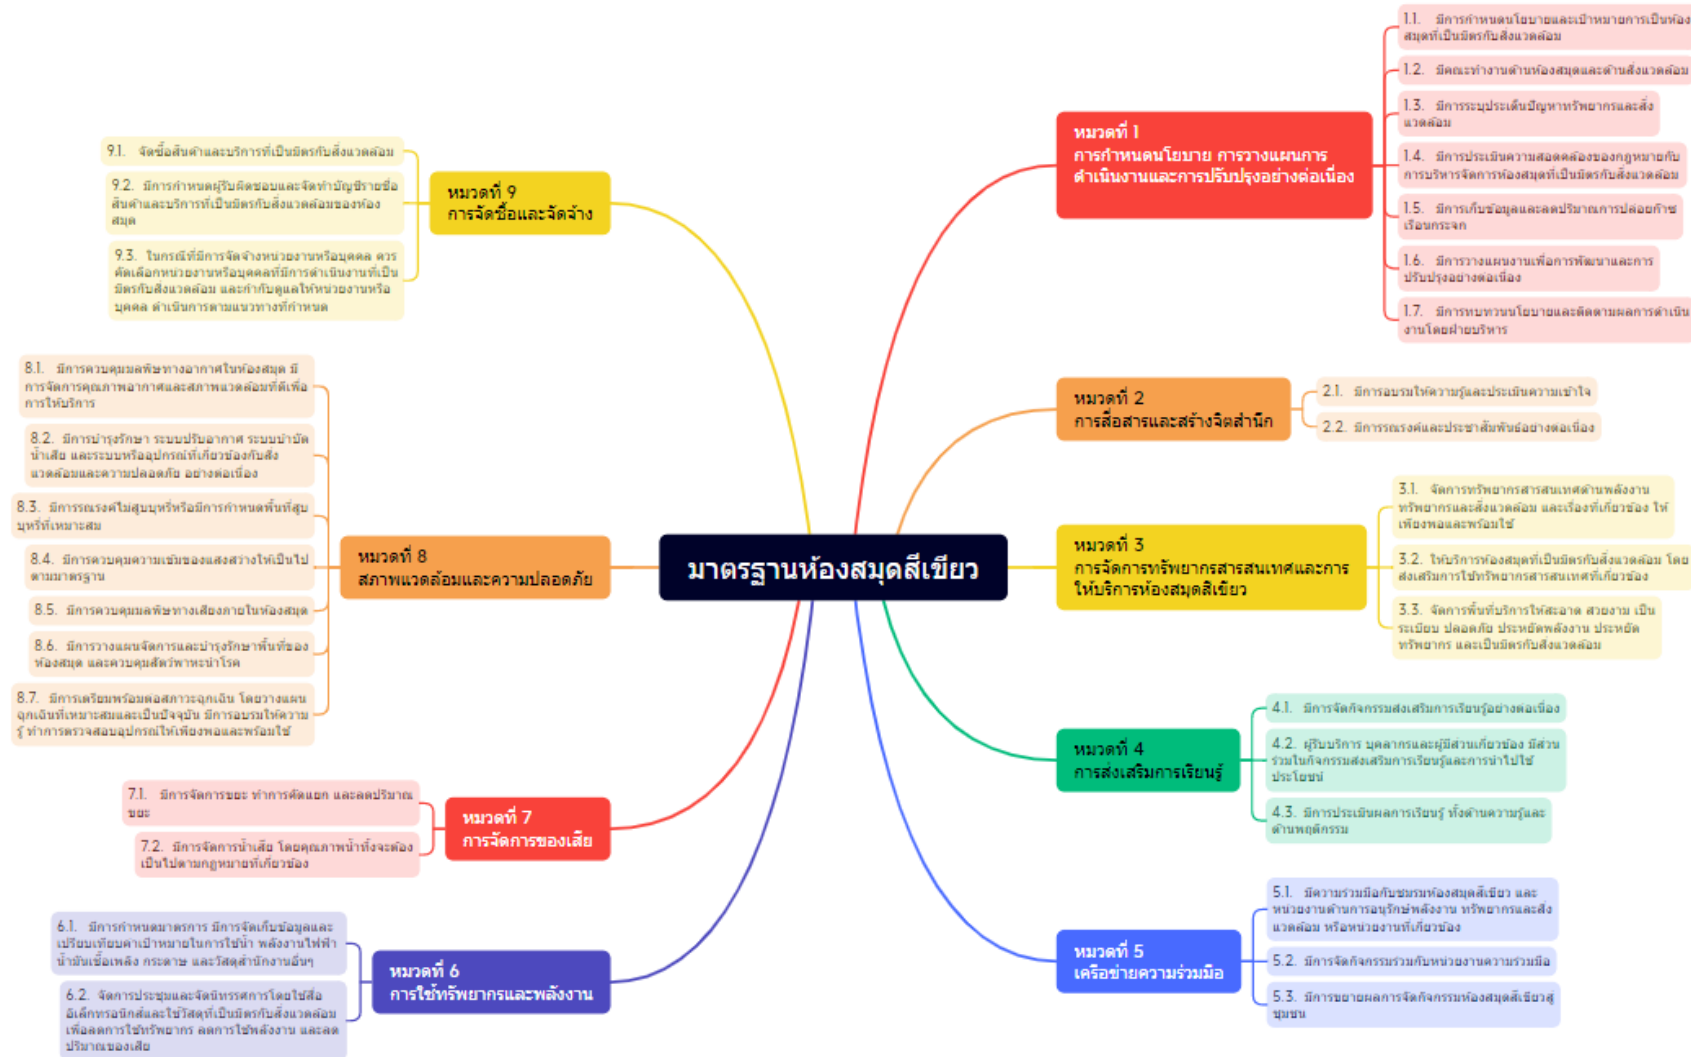 มาตรฐานห้องสมุดสีเขียว
หมวดที่ 1
การกำหนดนโยบาย การวางแผนการ
ดำเนินงานและการปรับปรุงอย่างต่อเนื่อง
1.1. มีการกำหนดนโยบายและเป้าหมายการเป็นห้อง
สมุดที่เป็นมิตรกับสิ่งแวดล้อม
1.2. มีคณะทำงานด้านห้องสมุดและด้านสิ่งแวดล้อม
1.3. มีการระบุประเด็นปัญหาทรัพยากรและสิ่ง
แวดล้อม
1.4. มีการประเมินความสอดคล้องของกฎหมายกับ
การบริหารจัดการห้องสมุดที่เป็นมิตรกับสิ่งแวดล้อม
1.5. มีการเก็บข้อมูลและลดปริมาณการปล่อยก๊าซ
เรือนกระจก
1.6. มีการวางแผนงานเพื่อการพัฒนาและการ
ปรับปรุงอย่างต่อเนื่อง
1.7. มีการทบทวนนโยบายและติดตามผลการดำเนิน
งานโดยฝ่ายบริหาร
หมวดที่ 2
การสื่อสารและสร้างจิตสำนึก
2.1. มีการอบรมให้ความรู้และประเมินความเข้าใจ
2.2. มีการรณรงค์และประชาสัมพันธ์อย่างต่อเนื่อง
หมวดที่ 3
การจัดการทรัพยากรสารสนเทศและการ
ให้บริการห้องสมุดสีเขียว
3.1. จัดการทรัพยากรสารสนเทศด้านพลังงาน
ทรัพยากรและสิ่งแวดล้อม และเรื่องที่เกี่ยวข้อง ให้
เพียงพอและพร้อมใช้
3.2. ให้บริการห้องสมุดที่เป็นมิตรกับสิ่งแวดล้อม โดย
ส่งเสริมการใช้ทรัพยากรสารสนเทศที่เกี่ยวข้อง
3.3. จัดการพื้นที่บริการให้สะอาด สวยงาม เป็น
ระเบียบ ปลอดภัย ประหยัดพลังงาน ประหยัด
ทรัพยากร และเป็นมิตรกับสิ่งแวดล้อม
หมวดที่ 4
การส่งเสริมการเรียนรู้
4.1. มีการจัดกิจกรรมส่งเสริมการเรียนรู้อย่างต่อเนื่อง
4.2. ผู้รับบริการ บุคลากรและผู้มีส่วนเกี่ยวข้อง มีส่วน
ร่วมในกิจกรรมส่งเสริมการเรียนรู้และการนำไปใช้
ประโยชน์
4.3. มีการประเมินผลการเรียนรู้ ทั้งด้านความรู้และ
ด้านพฤติกรรม
หมวดที่ 5
เครือข่ายความร่วมมือ
5.1. มีความร่วมมือกับชมรมห้องสมุดสีเขียว และ
หน่วยงานด้านการอนุรักษ์พลังงาน ทรัพยากรและสิ่ง
แวดล้อม หรือหน่วยงานที่เกี่ยวข้อง
5.2. มีการจัดกิจกรรมร่วมกับหน่วยงานความร่วมมือ
5.3. มีการขยายผลการจัดกิจกรรมห้องสมุดสีเขียวสู่
ชุมชน
หมวดที่ 6
การใช้ทรัพยากรและพลังงาน
6.1. มีการกำหนดมาตรการ มีการจัดเก็บข้อมูลและ
เปรียบเทียบค่าเป้าหมายในการใช้น้ำ พลังงานไฟฟ้า
น้ำมันเชื้อเพลิง กระดาษ และวัสดุสำนักงานอื่นๆ
6.2. จัดการประชุมและจัดนิทรรศการโดยใช้สื่อ
อิเล็กทรอนิกส์และใช้วัสดุที่เป็นมิตรกับสิ่งแวดล้อม
เพื่อลดการใช้ทรัพยากร ลดการใช้พลังงาน และลด
ปริมาณของเสีย
หมวดที่ 7
การจัดการของเสีย
7.1. มีการจัดการขยะ ทำการคัดแยก และลดปริมาณ
ขยะ
7.2. มีการจัดการน้ำเสีย โดยคุณภาพน้ำทิ้งจะต้อง
เป็นไปตามกฎหมายที่เกี่ยวข้อง
หมวดที่ 8
สภาพแวดล้อมและความปลอดภัย
8.1. มีการควบคุมมลพิษทางอากาศในห้องสมุด มี
การจัดการคุณภาพอากาศและสภาพแวดล้อมที่ดีเพื่อ
การให้บริการ
8.2. มีการบำรุงรักษา ระบบปรับอากาศ ระบบบำบัด
น้ำเสีย และระบบหรืออุปกรณ์ที่เกี่ยวข้องกับสิ่ง
แวดล้อมและความปลอดภัย อย่างต่อเนื่อง
8.3. มีการรณรงค์ไม่สูบบุหรี่หรือมีการกำหนดพื้นที่สูบ
บุหรี่ที่เหมาะสม
8.4. มีการควบคุมความเข้มของแสงสว่างให้เป็นไป
ตามมาตรฐาน
8.5. มีการควบคุมมลพิษทางเสียงภายในห้องสมุด
8.6. มีการวางแผนจัดการและบำรุงรักษาพื้นที่ของ
ห้องสมุด และควบคุมสัตว์พาหะนำโรค
8.7. มีการเตรียมพร้อมต่อสภาวะฉุกเฉิน โดยวางแผน
ฉุกเฉินที่เหมาะสมและเป็นปัจจุบัน มีการอบรมให้ความ
รู้ ทำการตรวจสอบอุปกรณ์ให้เพียงพอและพร้อมใช้
หมวดที่ 9
การจัดซื้อและจัดจ้าง
9.1. จัดซื้อสินค้าและบริการที่เป็นมิตรกับสิ่งแวดล้อม
9.2. มีการกำหนดผู้รับผิดชอบและจัดทำบัญชีรายชื่อ
สินค้าและบริการที่เป็นมิตรกับสิ่งแวดล้อมของห้อง
สมุด
9.3. ในกรณีที่มีการจัดจ้างหน่วยงานหรือบุคคล ควร
คัดเลือกหน่วยงานหรือบุคคลที่มีการดำเนินงานที่เป็น
มิตรกับสิ่งแวดล้อม และกำกับดูแลให้หน่วยงานหรือ
บุคคล ดำเนินการตามแนวทางที่กำหนด